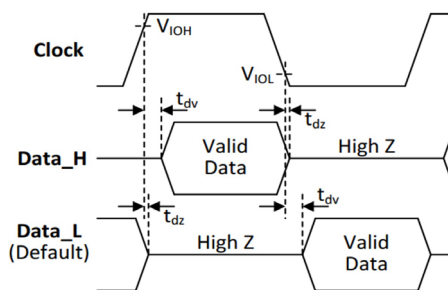 Clock
V_IOH
V_IOL
t_dv
t_dz
Data_H
Valid
Data
High Z
t_dv
t_dz
Data_L
(Default)
High Z
Valid
Data